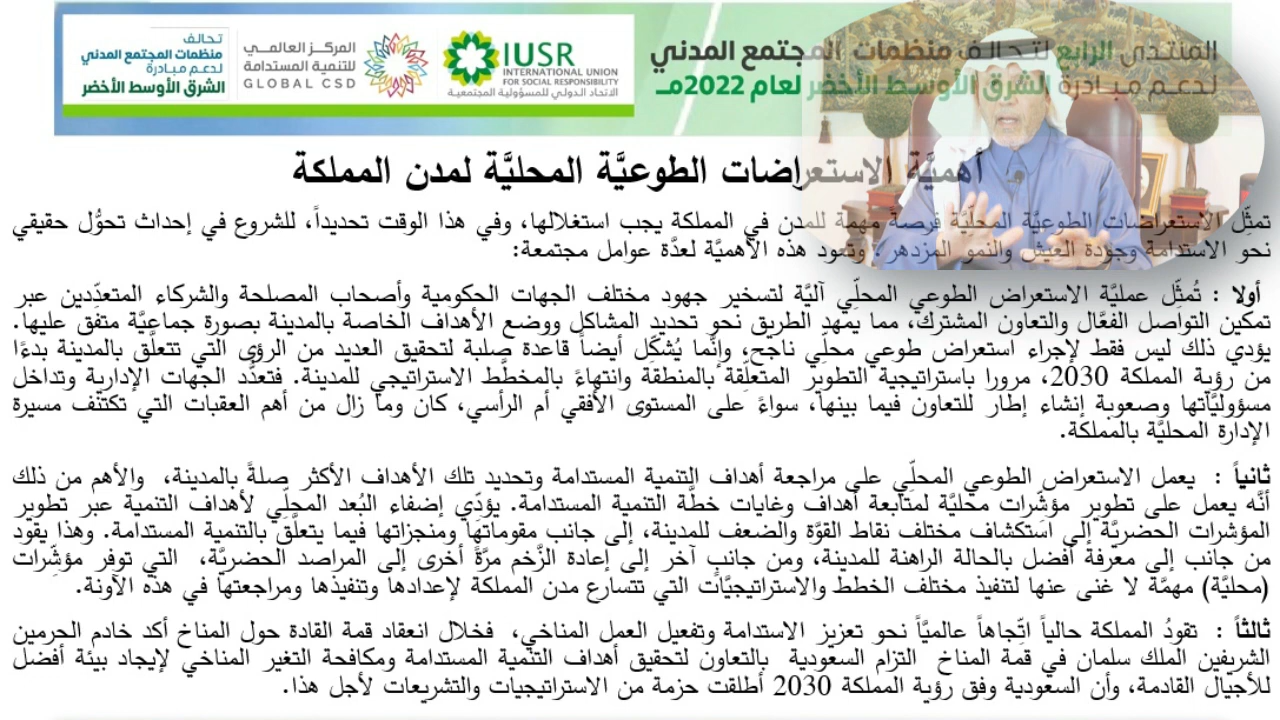 المنتدى الرابع لتحالف منظمات المجتمع المدني
لدعم مبادرة الشرق الأوسط الأخضر لعام 2022مـ
IUSR
INTERNATIONAL UNION
FOR SOCIAL RESPONSIBILITY
الاتحاد الدولي للمسؤولية المجتمعية
المركز العالمي
للتنمية المستدامة
GLOBAL CSD
تحالف
منظمات المجتمع المدني
لدعم مبادرة
الشرق الأوسط الأخضر
أهميَّة الاستعراضات الطوعيَّة المحليَّة لمدن المملكة
تمثِّل الاستعراضات الطوعيَّة المحليَّة فرصةً مهمة للمدن في المملكة يجب استغلالها، وفي هذا الوقت تحديداً، للشروع في إحداث تحوُّل حقيقي
نحو الاستدامة وجودة العيش والنمو المزدهر. وتعود هذه الأهميَّة لعدَّة عوامل مجتمعة:
أولا : تُمثِّل عمليَّة الاستعراض الطوعي المحلِّي آليَّة لتسخير جهود مختلف الجهات الحكومية وأصحاب المصلحة والشركاء المتعدِّدين عبر
تمكين التواصل الفعَّال والتعاون المشترك، مما يمهد الطريق نحو تحديد المشاكل ووضع الأهداف الخاصة بالمدينة بصورة جماعيَّة متفق عليها.
يؤدي ذلك ليس فقط لإجراء استعراض طوعي محلِّي ناجح، وإنَّما يُشكِّل أيضاً قاعدة صلبة لتحقيق العديد من الرؤى التي تتعلَّق بالمدينة بدءًا
من رؤية المملكة 2030، مرورا باستراتيجية التطوير المتعلِّقة بالمنطقة وانتهاءً بالمخطَّط الاستراتيجي للمدينة. فتعدُّد الجهات الإدارية وتداخل
مسؤوليَّاتها وصعوبة إنشاء إطار للتعاون فيما بينها، سواءً على المستوى الأفقي أم الرأسي، كان وما زال من أهم العقبات التي تكتنف مسيرة
الإدارة المحليَّة بالمملكة.
ثانياً : يعمل الاستعراض الطوعي المحلِّي على مراجعة أهداف التنمية المستدامة وتحديد تلك الأهداف الأكثر صلةً بالمدينة، والأهم من ذلك
أنَّه يعمل على تطوير مؤشِّرات محليَّة لمتابعة أهداف وغايات خطَّة التنمية المستدامة. يؤدِّي إضفاء البُعد المحلِّي لأهداف التنمية عبر تطوير
المؤشرات الحضريَّة إلى استكشاف مختلف نقاط القوَّة والضعف للمدينة، إلى جانب مقوماتها ومنجزاتها فيما يتعلَّق بالتنمية المستدامة. وهذا يقود
من جانب إلى معرفة أفضل بالحالة الراهنة للمدينة، ومن جانبٍ آخر إلى إعادة الزَّخم مرَّةً أخرى إلى المراصد الحضريَّة، التي توفر مؤشِّرات
(محليَّة) مهمَّة لا غنى عنها لتنفيذ مختلف الخطط والاستراتيجيَّات التي تتسارع مدن المملكة لإعدادها وتنفيذها ومراجعتها في هذه الآونة.
ثالثاً : تقودُ المملكة حالياً اتِّجاهاً عالميَّاً نحو تعزيز الاستدامة وتفعيل العمل المناخي، فخلال انعقاد قمة القادة حول المناخ أكد خادم الحرمين
الشريفين الملك سلمان في قمة المناخ التزام السعودية بالتعاون لتحقيق أهداف التنمية المستدامة ومكافحة التغير المناخي لإيجاد بيئة أفضل
للأجيال القادمة، وأن السعودية وفق رؤية المملكة 2030 أطلقت حزمة من الاستراتيجيات والتشريعات لأجل هذا.